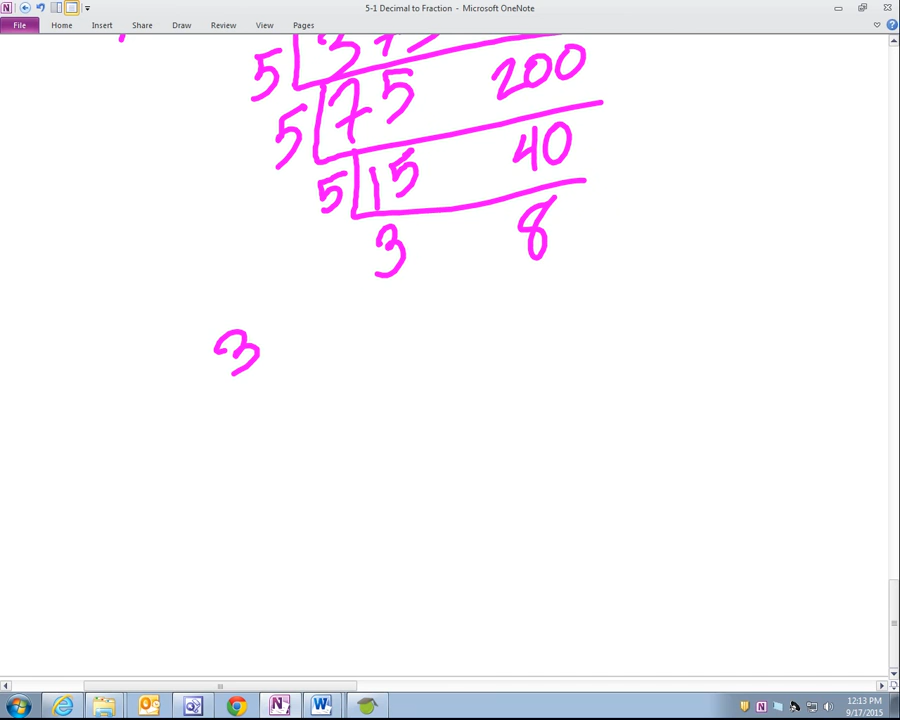 5-1 Decimal to Fraction - Microsoft OneNote
File Home Insert Share Draw Review View Pages
5
5 75 200
5 15 40
3 8
3
12:13 PM
9/17/2015